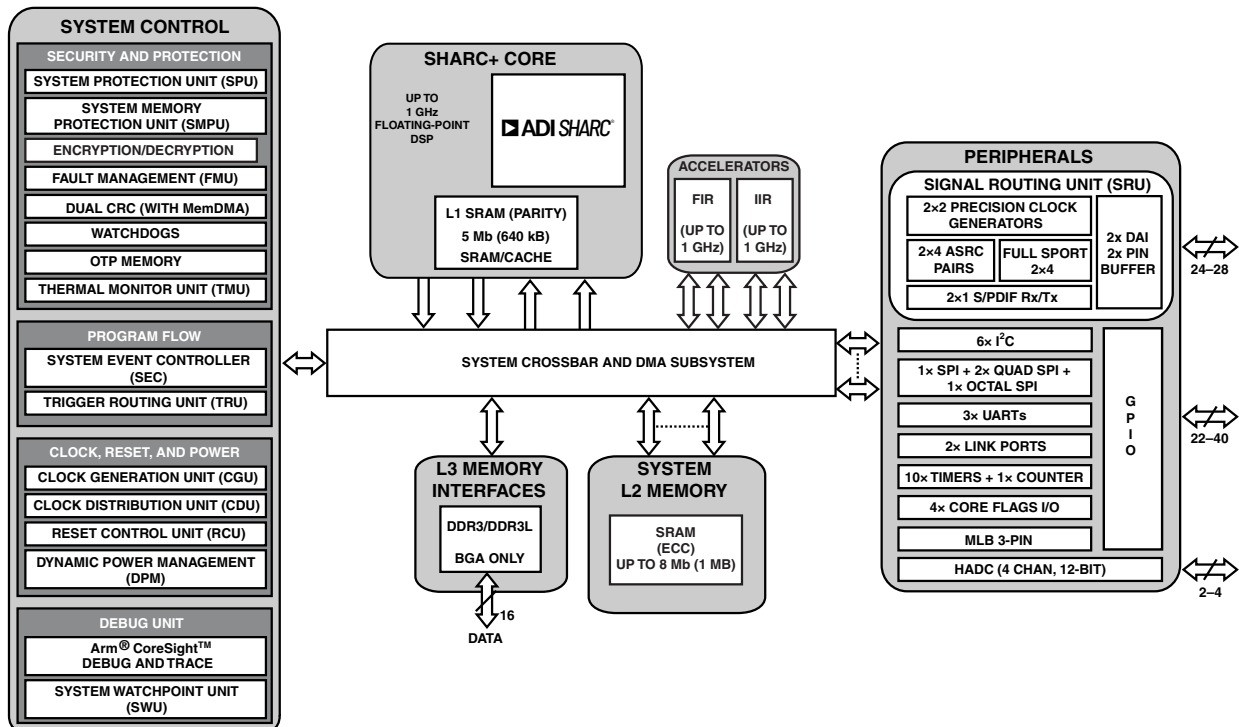 SYSTEM CONTROL
SECURITY AND PROTECTION
SYSTEM PROTECTION UNIT (SPU)
SYSTEM MEMORY
PROTECTION UNIT (SMPU)
ENCRYPTION/DECRYPTION
FAULT MANAGEMENT (FMU)
DUAL CRC (WITH MemDMA)
WATCHDOGS
OTP MEMORY
THERMAL MONITOR UNIT (TMU)
PROGRAM FLOW
SYSTEM EVENT CONTROLLER
(SEC)
TRIGGER ROUTING UNIT (TRU)
CLOCK, RESET, AND POWER
CLOCK GENERATION UNIT (CGU)
CLOCK DISTRIBUTION UNIT (CDU)
RESET CONTROL UNIT (RCU)
DYNAMIC POWER MANAGEMENT
(DPM)
DEBUG UNIT
Arm® CoreSight™
DEBUG AND TRACE
SYSTEM WATCHPOINT UNIT
(SWU)
SHARC+ CORE
UP TO
1 GHz
FLOATING-POINT
DSP
ADI SHARC®
L1 SRAM (PARITY)
5 Mb (640 kB)
SRAM/CACHE
ACCELERATORS
FIR
(UP TO
1 GHz)
IIR
(UP TO
1 GHz)
SYSTEM CROSSBAR AND DMA SUBSYSTEM
L3 MEMORY
INTERFACES
DDR3/DDR3L
BGA ONLY
16
DATA
SYSTEM
L2 MEMORY
SRAM
(ECC)
UP TO 8 Mb (1 MB)
PERIPHERALS
SIGNAL ROUTING UNIT (SRU)
2×2 PRECISION CLOCK
GENERATORS
2×4 ASRC
PAIRS
FULL SPORT
2×4
2×1 S/PDIF Rx/Tx
2x DAI
2x PIN
BUFFER
24–28
6× I²C
1× SPI + 2× QUAD SPI +
1× OCTAL SPI
3× UARTs
2× LINK PORTS
10× TIMERS + 1× COUNTER
4× CORE FLAGS I/O
MLB 3-PIN
G
P
I
O
22–40
HADC (4 CHAN, 12-BIT)
2–4